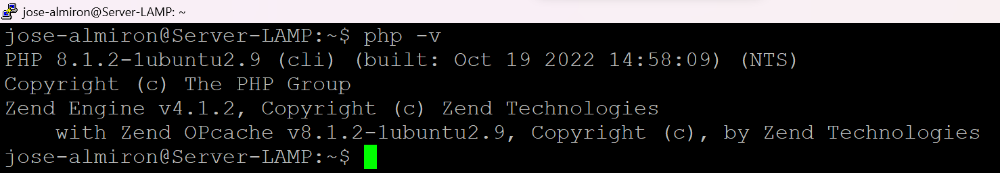 jose-almiron@Server-LAMP: ~
jose-almiron@Server-LAMP:~$ php -v
PHP 8.1.2-1ubuntu2.9 (cli) (built: Oct 19 2022 14:58:09) (NTS)
Copyright (c) The PHP Group
Zend Engine v4.1.2, Copyright (c) Zend Technologies
    with Zend OPcache v8.1.2-1ubuntu2.9, Copyright (c), by Zend Technologies
jose-almiron@Server-LAMP:~$